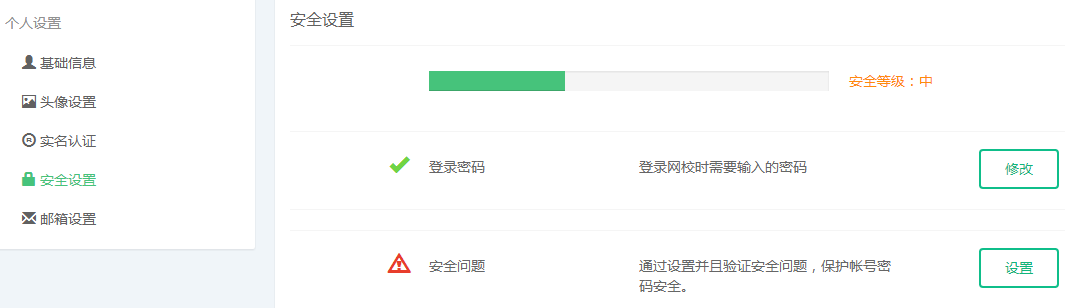 个人设置
基础信息
头像设置
实名认证
安全设置
邮箱设置
安全设置
安全等级：中
登录密码
登录网校时需要输入的密码
修改
安全问题
通过设置并且验证安全问题，保护帐号密
码安全。
设置